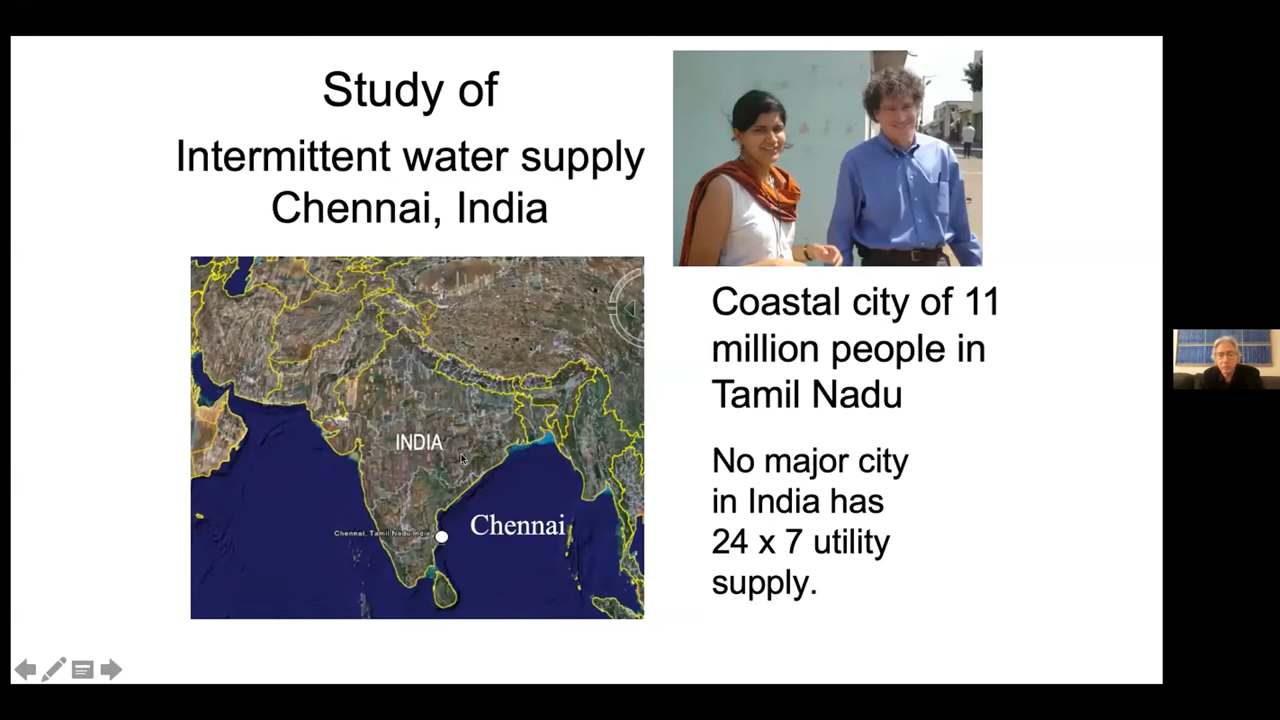 Study of
Intermittent water supply
Chennai, India
INDIA
Chennai
Chennai, Tamil Nadu India
Coastal city of 11
million people in
Tamil Nadu
No major city
in India has
24 x 7 utility
supply.